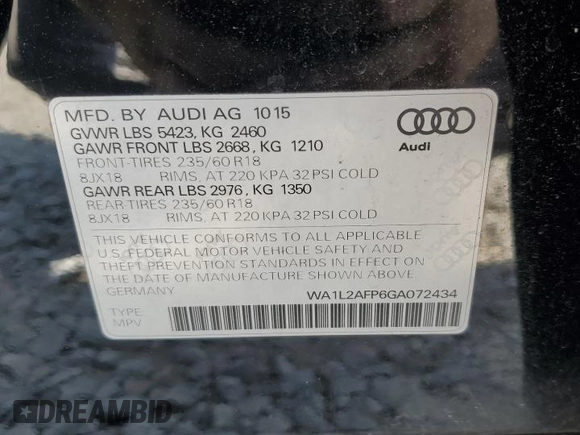 MFD. BY AUDI AG 10 15
GVWR LBS 5423, KG 2460
GAWR FRONT LBS 2668, KG 1210
FRONT-TIRES 235/60 R18
8JX18 RIMS, AT 220 KPA 32 PSI COLD
GAWR REAR LBS 2976, KG 1350
REAR-TIRES 235/60 R18
8JX18 RIMS, AT 220 KPA 32 PSI COLD
Audi
THIS VEHICLE CONFORMS TO ALL APPLICABLE
U.S. FEDERAL MOTOR VEHICLE SAFETY AND
THEFT PREVENTION STANDARDS IN EFFECT ON
THE DATE OF MANUFACTURE SHOWN ABOVE.
GERMANY WA1L2AFP6GA072434
TYPE
MPV
DREAMBID